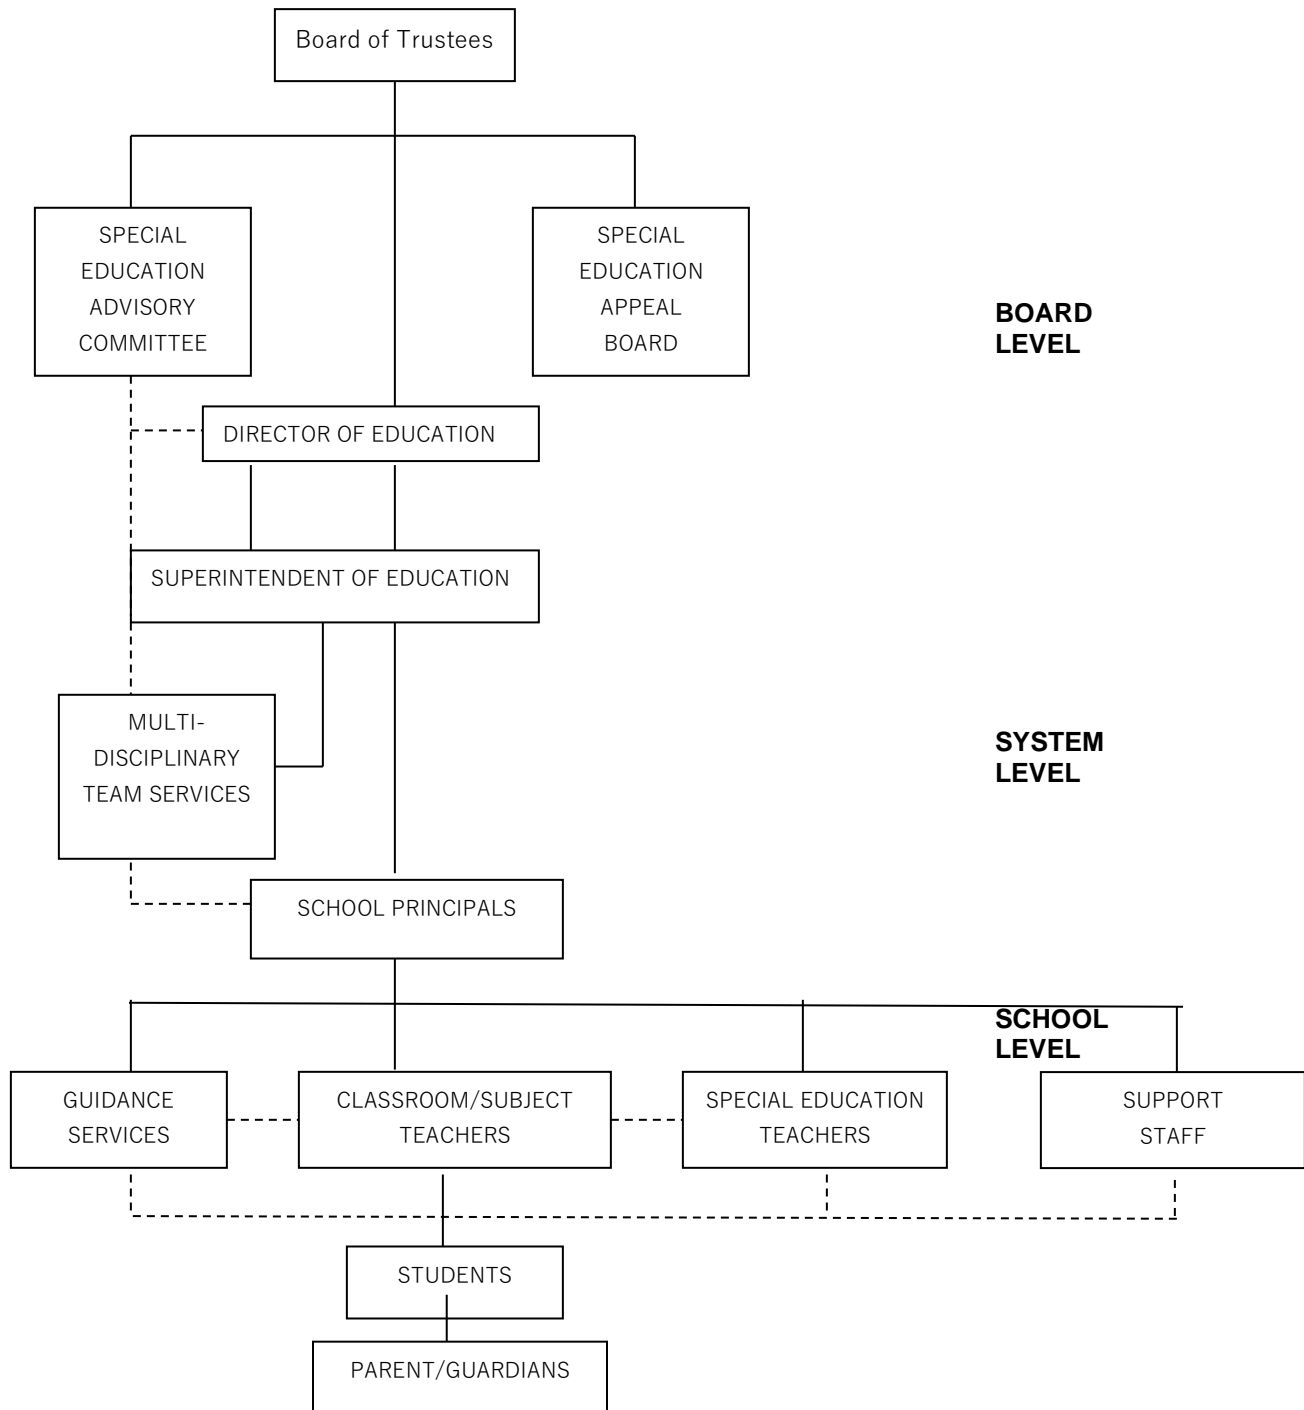 Board of Trustees
SPECIAL
EDUCATION
ADVISORY
COMMITTEE
SPECIAL
EDUCATION
APPEAL
BOARD
BOARD
LEVEL
DIRECTOR OF EDUCATION
SUPERINTENDENT OF EDUCATION
MULTI-
DISCIPLINARY
TEAM SERVICES
SYSTEM
LEVEL
SCHOOL PRINCIPALS
SCHOOL
LEVEL
GUIDANCE
SERVICES
CLASSROOM/SUBJECT
TEACHERS
SPECIAL EDUCATION
TEACHERS
SUPPORT
STAFF
STUDENTS
PARENT/GUARDIANS